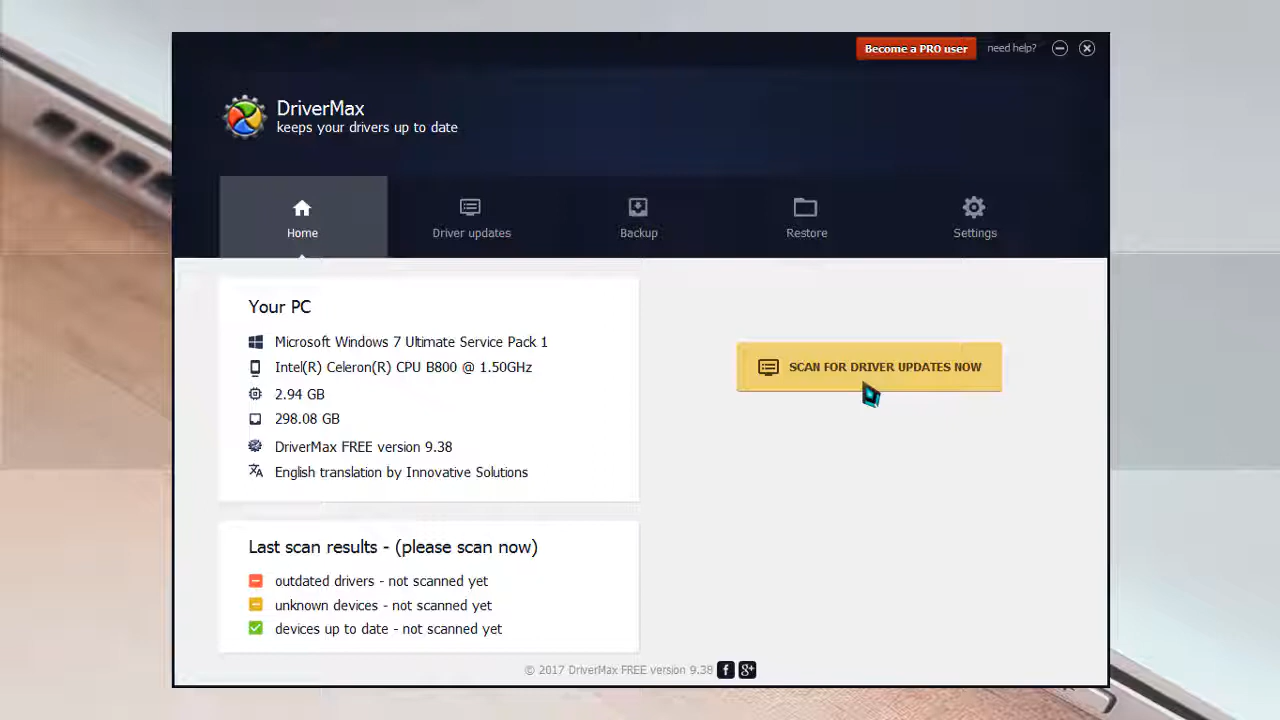 Become a PRO user
need help?
DriverMax
keeps your drivers up to date
Home
Driver updates
Backup
Restore
Settings
Your PC
Microsoft Windows 7 Ultimate Service Pack 1
Intel(R) Celeron(R) CPU B800 @ 1.50GHz
2.94 GB
298.08 GB
DriverMax FREE version 9.38
English translation by Innovative Solutions
SCAN FOR DRIVER UPDATES NOW
Last scan results - (please scan now)
outdated drivers - not scanned yet
unknown devices - not scanned yet
devices up to date - not scanned yet
© 2017 DriverMax FREE version 9.38